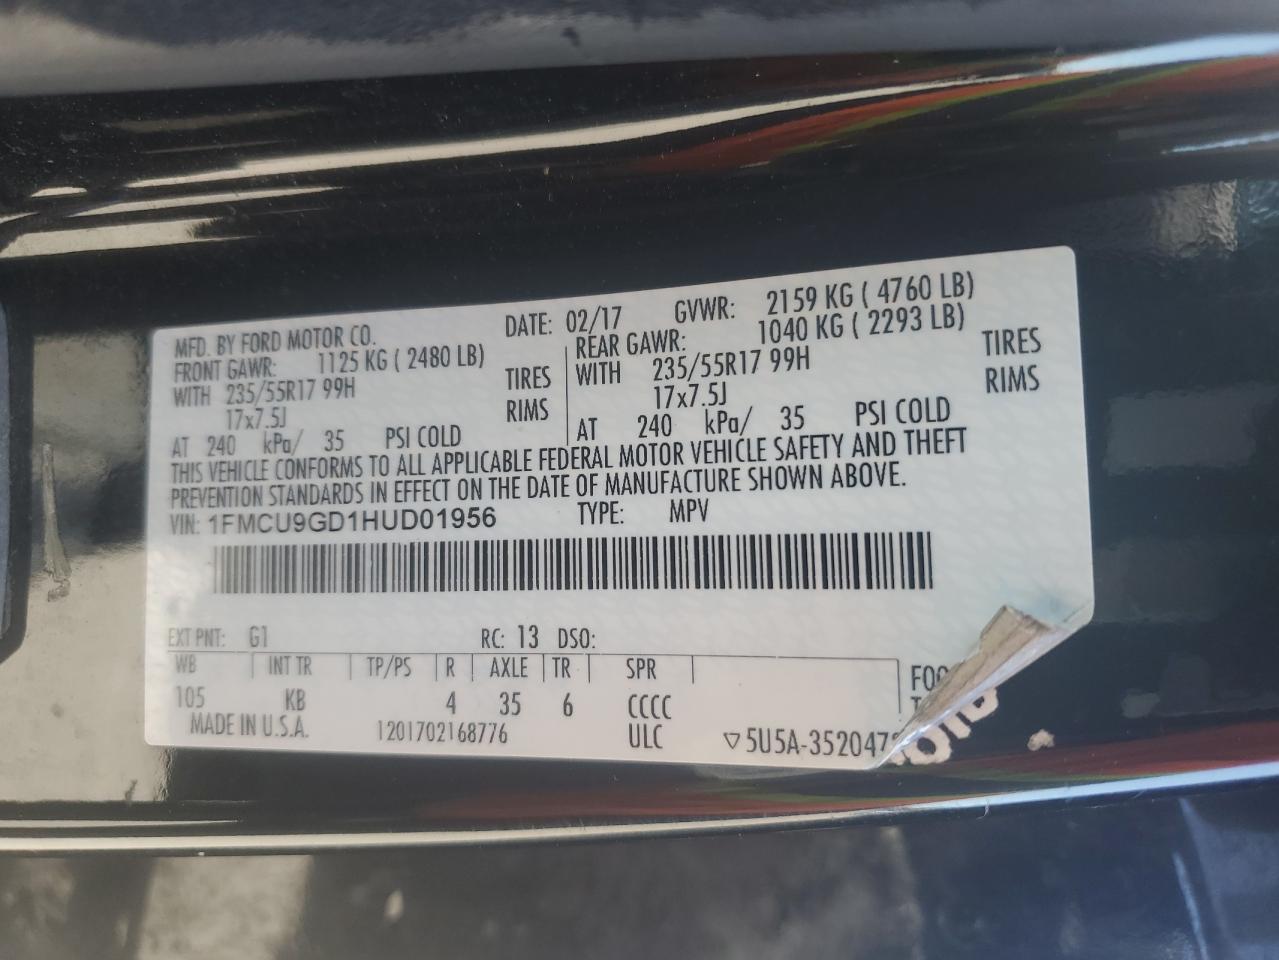 MFD. BY FORD MOTOR CO. DATE: 02/17 GVWR: 2159 KG ( 4760 LB)
FRONT GAWR: 1125 KG ( 2480 LB) REAR GAWR: 1040 KG ( 2293 LB)
WITH 235/55R17 99H TIRES WITH 235/55R17 99H TIRES
17x7.5J RIMS 17x7.5J RIMS
AT 240 kPa/ 35 PSI COLD AT 240 kPa/ 35 PSI COLD
THIS VEHICLE CONFORMS TO ALL APPLICABLE FEDERAL MOTOR VEHICLE SAFETY AND THEFT
PREVENTION STANDARDS IN EFFECT ON THE DATE OF MANUFACTURE SHOWN ABOVE.
VIN: 1FMCU9GD1HUD01956 TYPE: MPV
EXT PNT: G1 RC: 13 DSO:
WB INT TR TP/PS R AXLE TR SPR
105 KB 4 35 6 CCCC
MADE IN U.S.A. 1201702168776 ULC